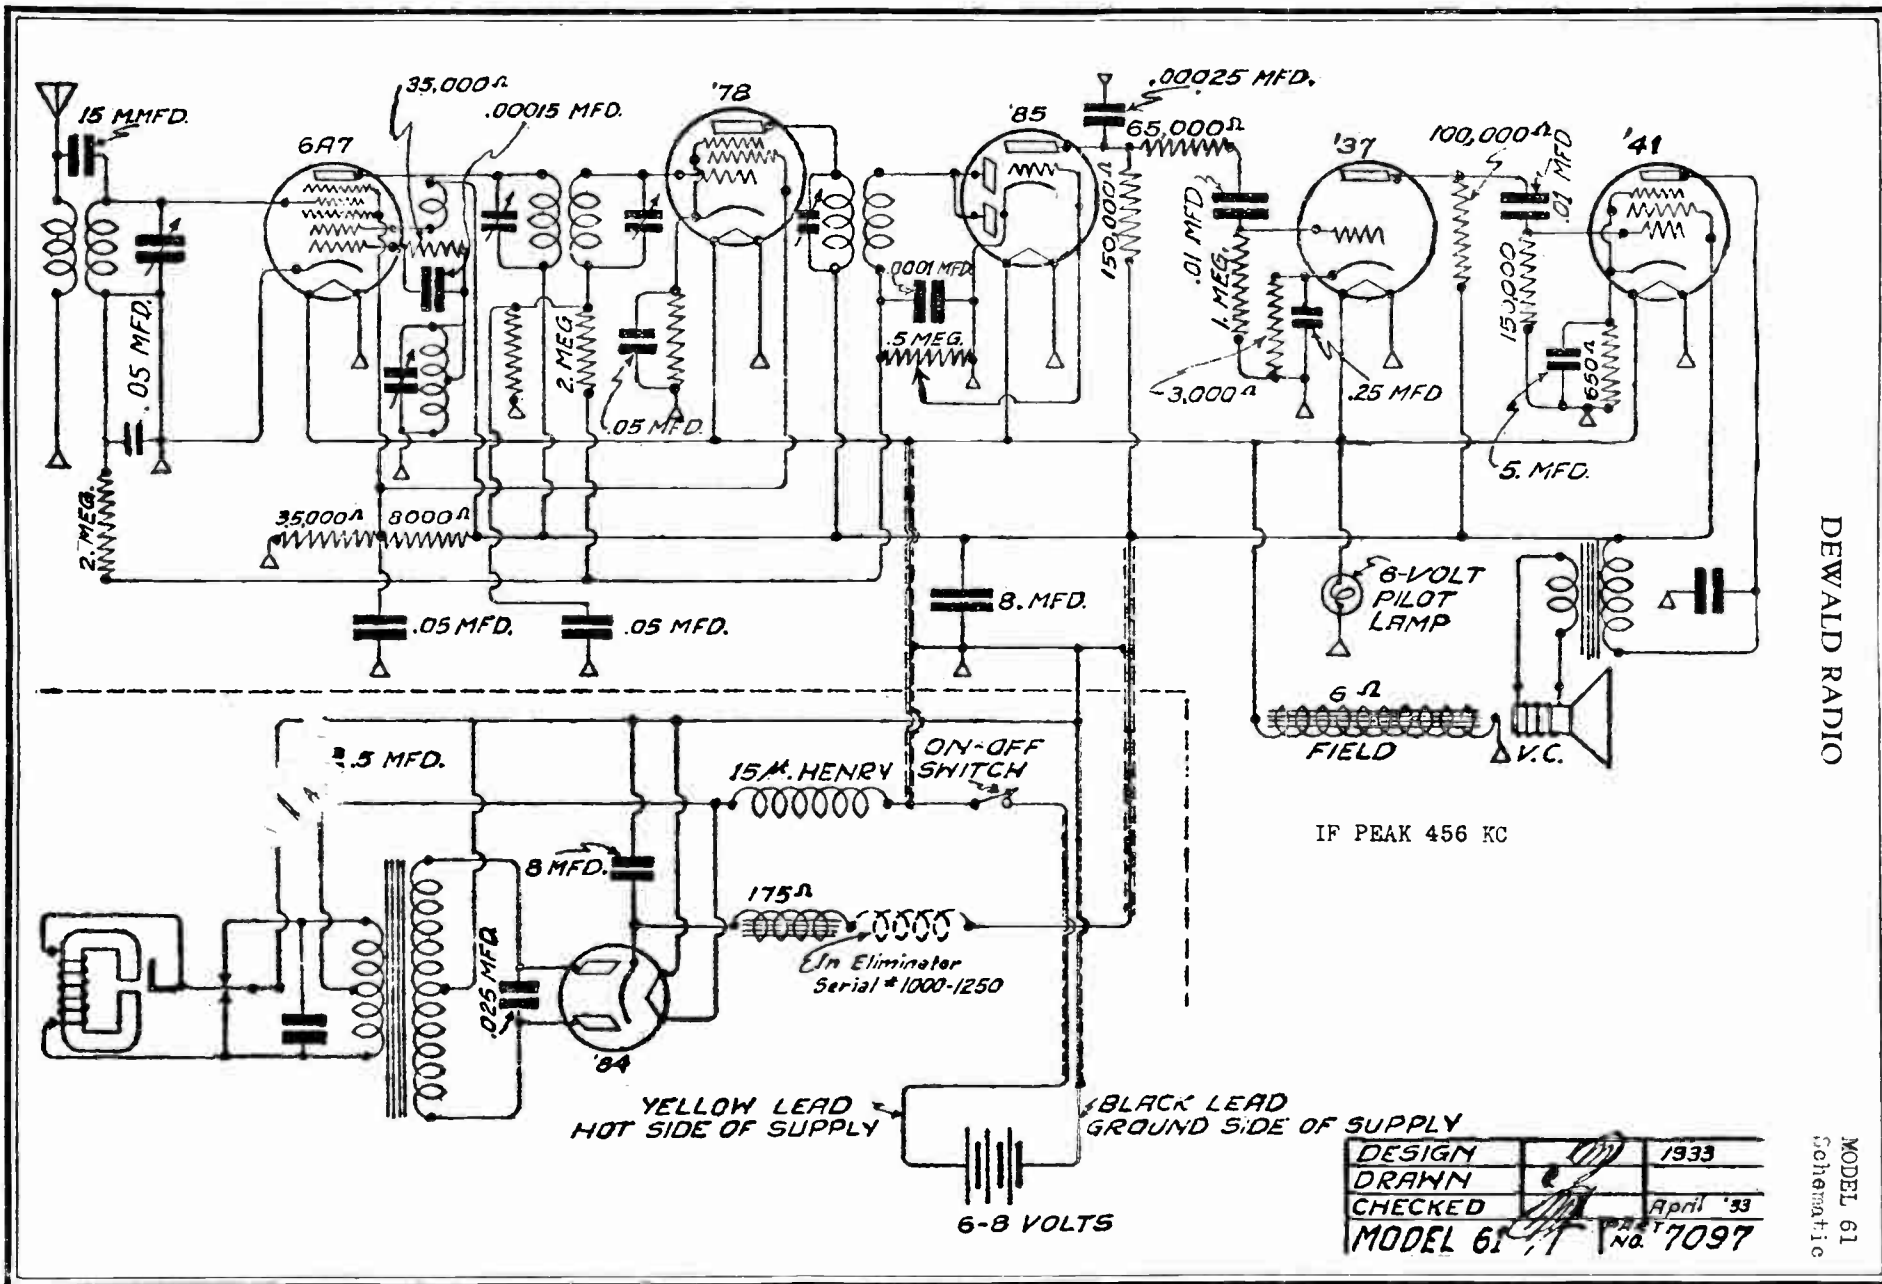 15 M.MFD.
35,000Ω
.00015 MFD.
6A7
'78
'85
.00025 MFD.
65,000Ω
'37
100,000Ω
.01 MFD
'41
.05 MFD.
2. MEG.
35,000Ω
8000Ω
2. MEG
.05 MFD.
.0001 MFD.
.5 MEG.
150,000Ω
.01 MFD
1. MEG.
3,000Ω
.25 MFD
150,000
650Ω
5. MFD.
.05 MFD.
.05 MFD.
8. MFD.
6-VOLT
PILOT
LAMP
6Ω
FIELD
V.C.
DEWALD RADIO
IF PEAK 456 KC
.5 MFD.
15 M. HENRY
ON-OFF
SWITCH
8 MFD.
175Ω
In Eliminator
Serial # 1000-1250
.025 MFD.
'84
YELLOW LEAD
HOT SIDE OF SUPPLY
BLACK LEAD
GROUND SIDE OF SUPPLY
6-8 VOLTS
DESIGN 1933
DRAWN
CHECKED April '33
MODEL 61 PART NO. 7097
MODEL 61
Schematic